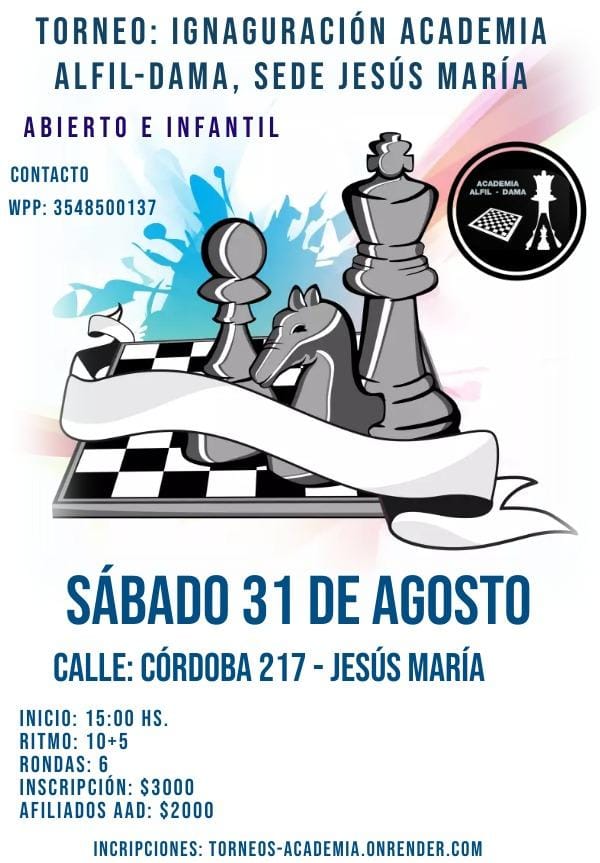 TORNEO: IGNAGURACIÓN ACADEMIA
ALFIL-DAMA, SEDE JESÚS MARÍA
ABIERTO E INFANTIL
CONTACTO
WPP: 3548500137
ACADEMIA
ALFIL - DAMA
SÁBADO 31 DE AGOSTO
CALLE: CÓRDOBA 217 - JESÚS MARÍA
INICIO: 15:00 HS.
RITMO: 10+5
RONDAS: 6
INSCRIPCIÓN: $3000
AFILIADOS AAD: $2000
INCRIPCIONES: TORNEOS-ACADEMIA.ONRENDER.COM